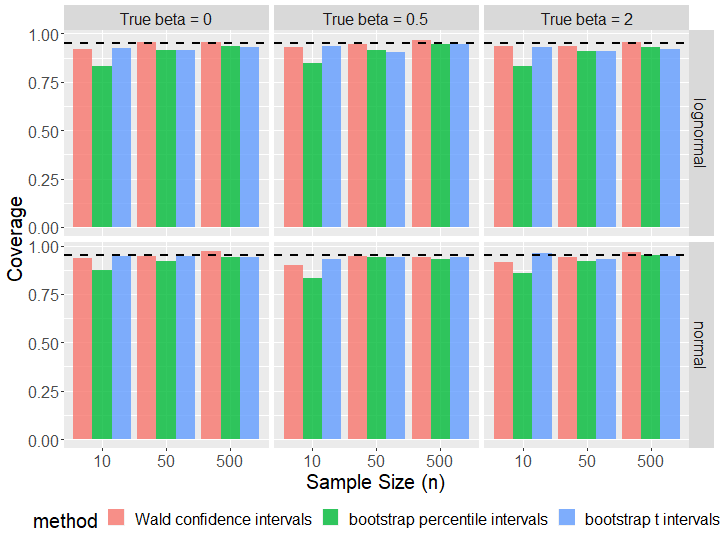 True beta = 0
True beta = 0.5
True beta = 2
1.00
0.75
0.50
0.25
0.00
lognormal
1.00
0.75
0.50
0.25
0.00
normal
Coverage
10 50 500
10 50 500
10 50 500
Sample Size (n)
method Wald confidence intervals bootstrap percentile intervals bootstrap t intervals